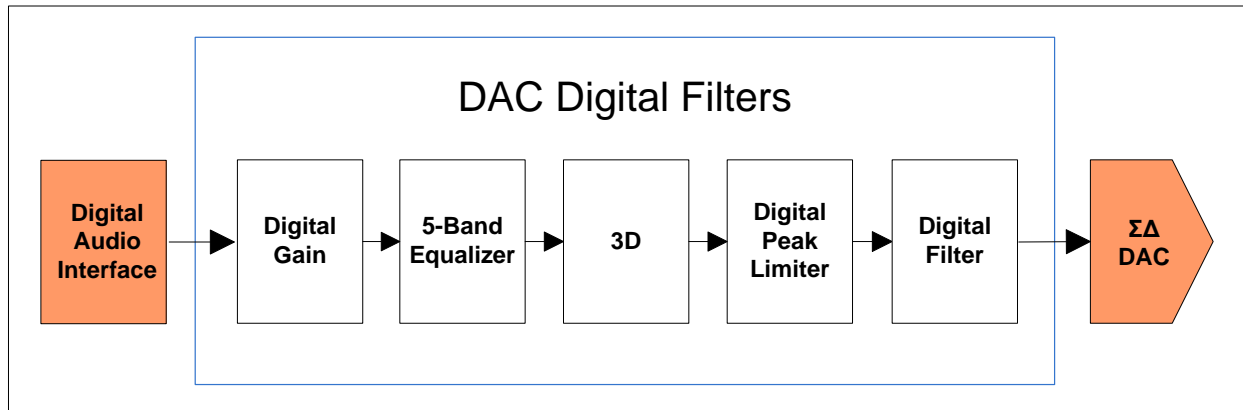 DAC Digital Filters
Digital
Audio
Interface
Digital
Gain
5-Band
Equalizer
3D
Digital
Peak
Limiter
Digital
Filter
ΣΔ
DAC